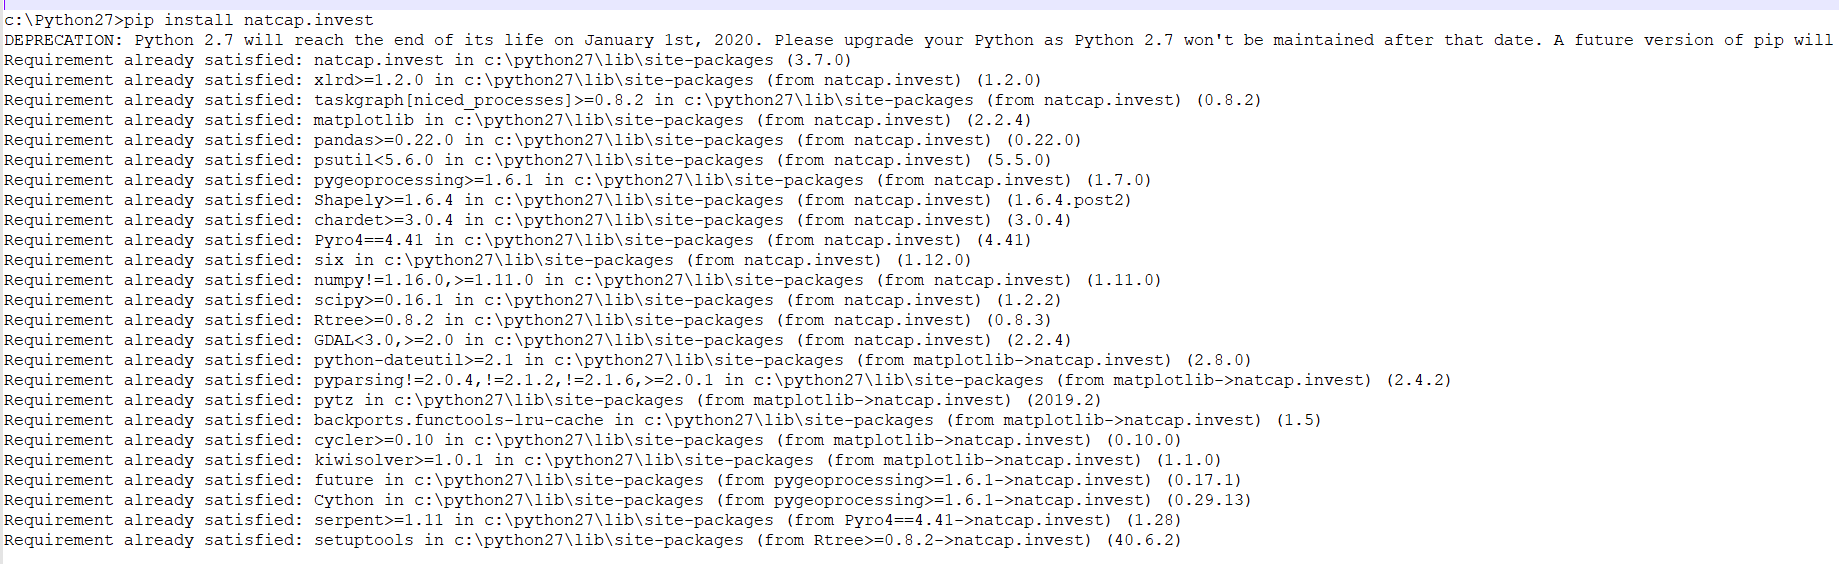 c:\Python27>pip install natcap.invest
DEPRECATION: Python 2.7 will reach the end of its life on January 1st, 2020. Please upgrade your Python as Python 2.7 won't be maintained after that date. A future version of pip will
Requirement already satisfied: natcap.invest in c:\python27\lib\site-packages (3.7.0)
Requirement already satisfied: xlrd>=1.2.0 in c:\python27\lib\site-packages (from natcap.invest) (1.2.0)
Requirement already satisfied: taskgraph[niced_processes]>=0.8.2 in c:\python27\lib\site-packages (from natcap.invest) (0.8.2)
Requirement already satisfied: matplotlib in c:\python27\lib\site-packages (from natcap.invest) (2.2.4)
Requirement already satisfied: pandas>=0.22.0 in c:\python27\lib\site-packages (from natcap.invest) (0.22.0)
Requirement already satisfied: psutil<5.6.0 in c:\python27\lib\site-packages (from natcap.invest) (5.5.0)
Requirement already satisfied: pygeoprocessing>=1.6.1 in c:\python27\lib\site-packages (from natcap.invest) (1.7.0)
Requirement already satisfied: Shapely>=1.6.4 in c:\python27\lib\site-packages (from natcap.invest) (1.6.4.post2)
Requirement already satisfied: chardet>=3.0.4 in c:\python27\lib\site-packages (from natcap.invest) (3.0.4)
Requirement already satisfied: Pyro4==4.41 in c:\python27\lib\site-packages (from natcap.invest) (4.41)
Requirement already satisfied: six in c:\python27\lib\site-packages (from natcap.invest) (1.12.0)
Requirement already satisfied: numpy!=1.16.0,>=1.11.0 in c:\python27\lib\site-packages (from natcap.invest) (1.11.0)
Requirement already satisfied: scipy>=0.16.1 in c:\python27\lib\site-packages (from natcap.invest) (1.2.2)
Requirement already satisfied: Rtree>=0.8.2 in c:\python27\lib\site-packages (from natcap.invest) (0.8.3)
Requirement already satisfied: GDAL<3.0,>=2.0 in c:\python27\lib\site-packages (from natcap.invest) (2.2.4)
Requirement already satisfied: python-dateutil>=2.1 in c:\python27\lib\site-packages (from matplotlib->natcap.invest) (2.8.0)
Requirement already satisfied: pyparsing!=2.0.4,!=2.1.2,!=2.1.6,>=2.0.1 in c:\python27\lib\site-packages (from matplotlib->natcap.invest) (2.4.2)
Requirement already satisfied: pytz in c:\python27\lib\site-packages (from matplotlib->natcap.invest) (2019.2)
Requirement already satisfied: backports.functools-lru-cache in c:\python27\lib\site-packages (from matplotlib->natcap.invest) (1.5)
Requirement already satisfied: cycler>=0.10 in c:\python27\lib\site-packages (from matplotlib->natcap.invest) (0.10.0)
Requirement already satisfied: kiwisolver>=1.0.1 in c:\python27\lib\site-packages (from matplotlib->natcap.invest) (1.1.0)
Requirement already satisfied: future in c:\python27\lib\site-packages (from pygeoprocessing>=1.6.1->natcap.invest) (0.17.1)
Requirement already satisfied: Cython in c:\python27\lib\site-packages (from pygeoprocessing>=1.6.1->natcap.invest) (0.29.13)
Requirement already satisfied: serpent>=1.11 in c:\python27\lib\site-packages (from Pyro4==4.41->natcap.invest) (1.28)
Requirement already satisfied: setuptools in c:\python27\lib\site-packages (from Rtree>=0.8.2->natcap.invest) (40.6.2)